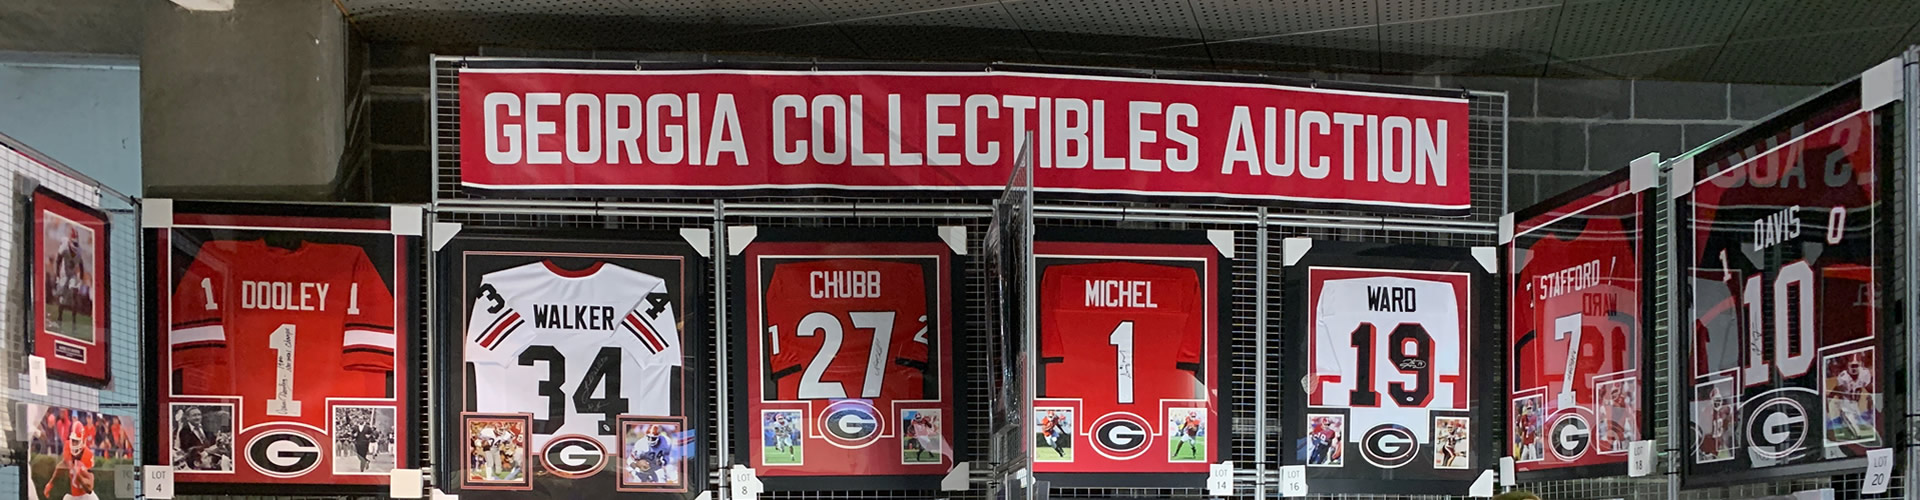 GEORGIA COLLECTIBLES AUCTION
1 DOOLEY 1
1
G
LOT
4
3 WALKER 4
34
G
CHUBB
27
2
G
LOT
8
MICHEL
1
G
LOT
14
WARD
19
G
LOT
16
STAFFORD
7
G
LOT
18
DAVIS 0
1
10
G
LOT
20